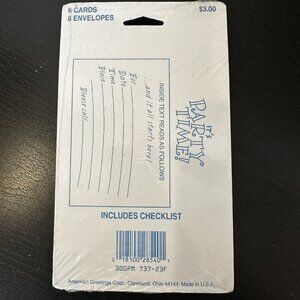 8 CARDS
8 ENVELOPES
$3.00
IT'S
PARTY
TIME!
INSIDE TEXT READS AS FOLLOWS
...and it all starts here!
For
Date
Time
Place
Please call
INCLUDES CHECKLIST
300PM 737-23F
American Greetings Corp., Cleveland, Ohio 44144 Made in U.S.A.